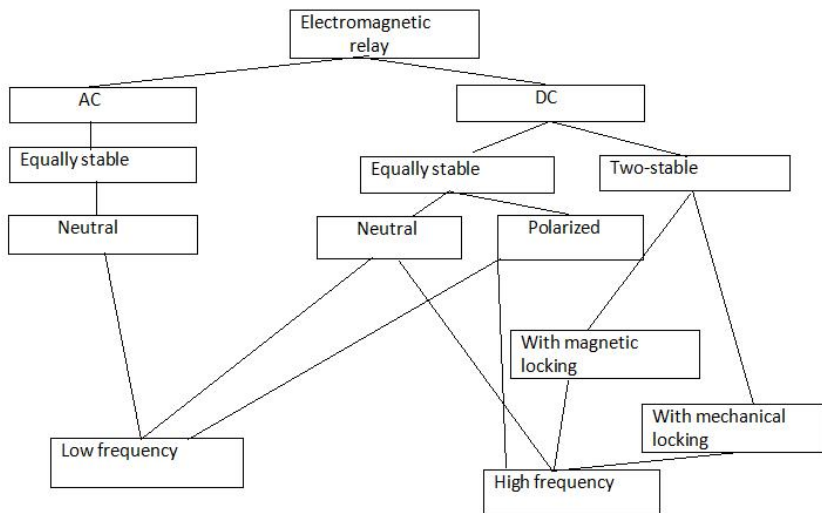 Electromagnetic
relay
AC
DC
Equally stable
Equally stable
Two-stable
Neutral
Neutral
Polarized
With magnetic
locking
With mechanical
locking
Low frequency
High frequency